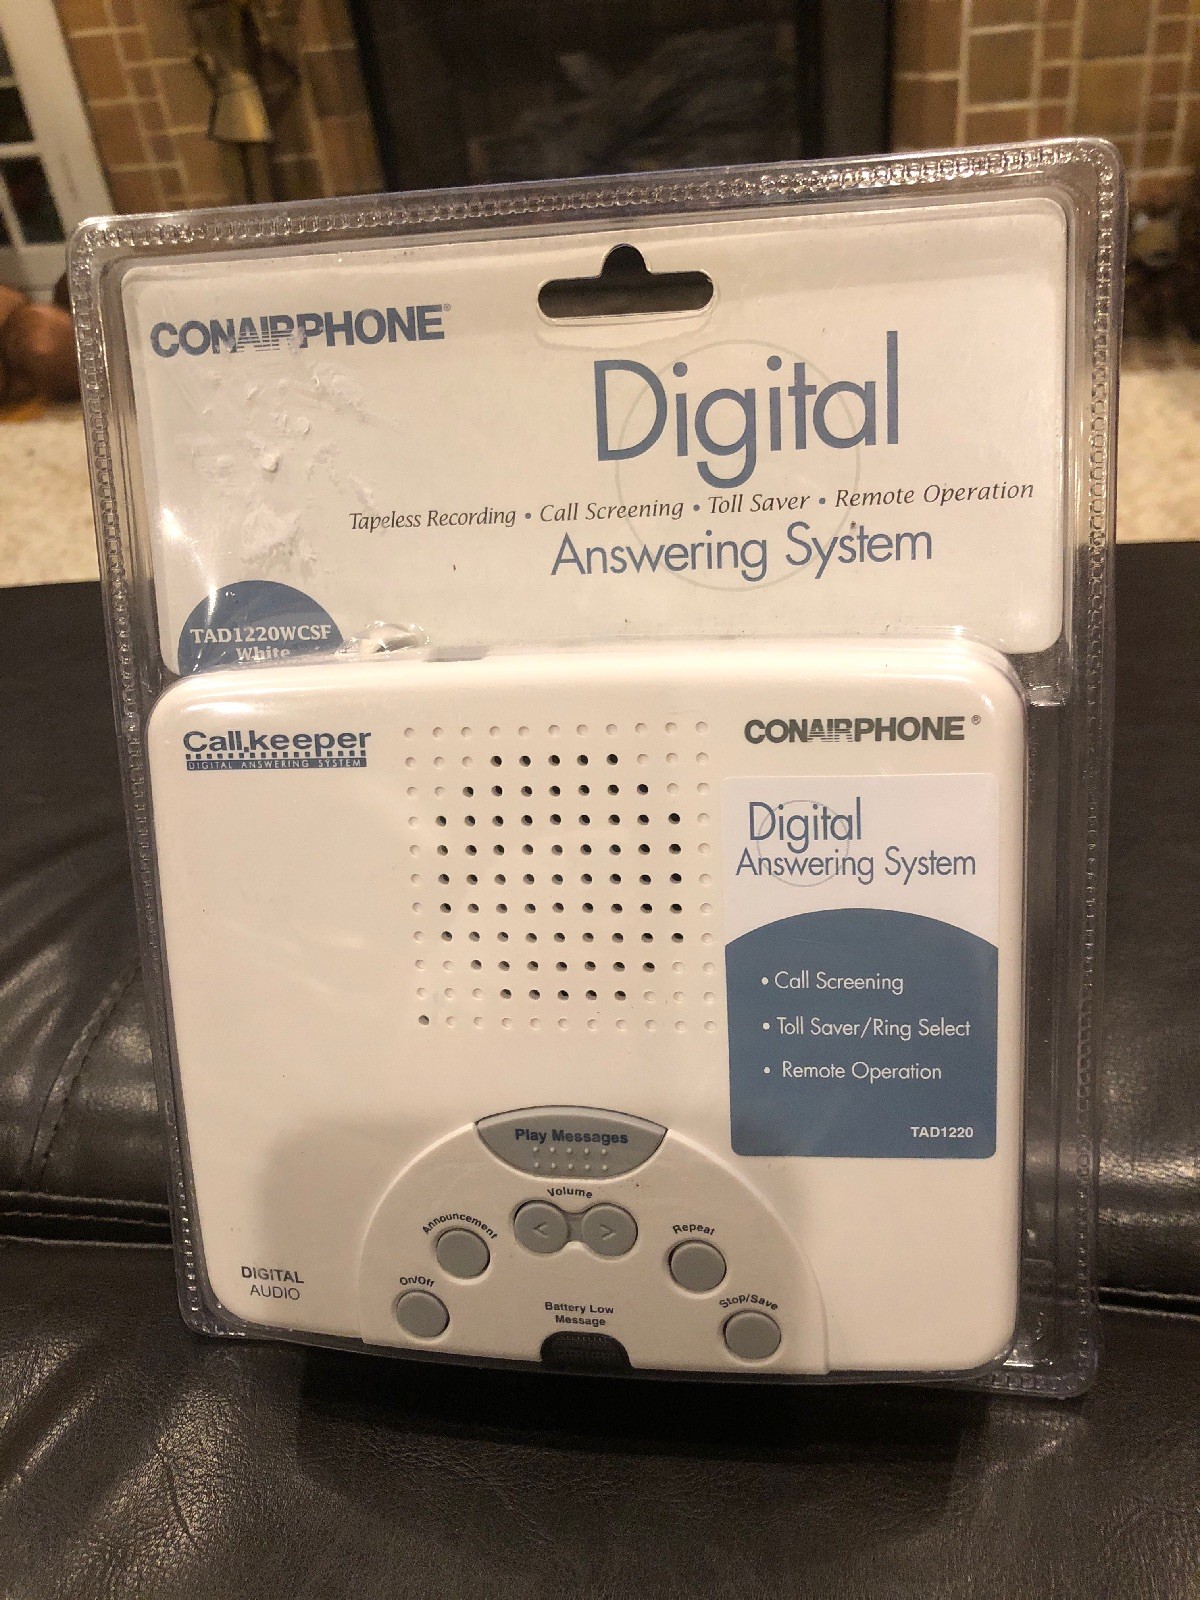 CONAIRPHONE®
Digital
Tapeless Recording • Call Screening • Toll Saver • Remote Operation
Answering System
TAD1220WCSF
White
Call.keeper
DIGITAL ANSWERING SYSTEM
CONAIRPHONE®
Digital
Answering System
• Call Screening
• Toll Saver/Ring Select
• Remote Operation
TAD1220
Play Messages
Volume
< >
Announcement
Repeat
On/Off
Stop/Save
Battery Low
Message
DIGITAL
AUDIO